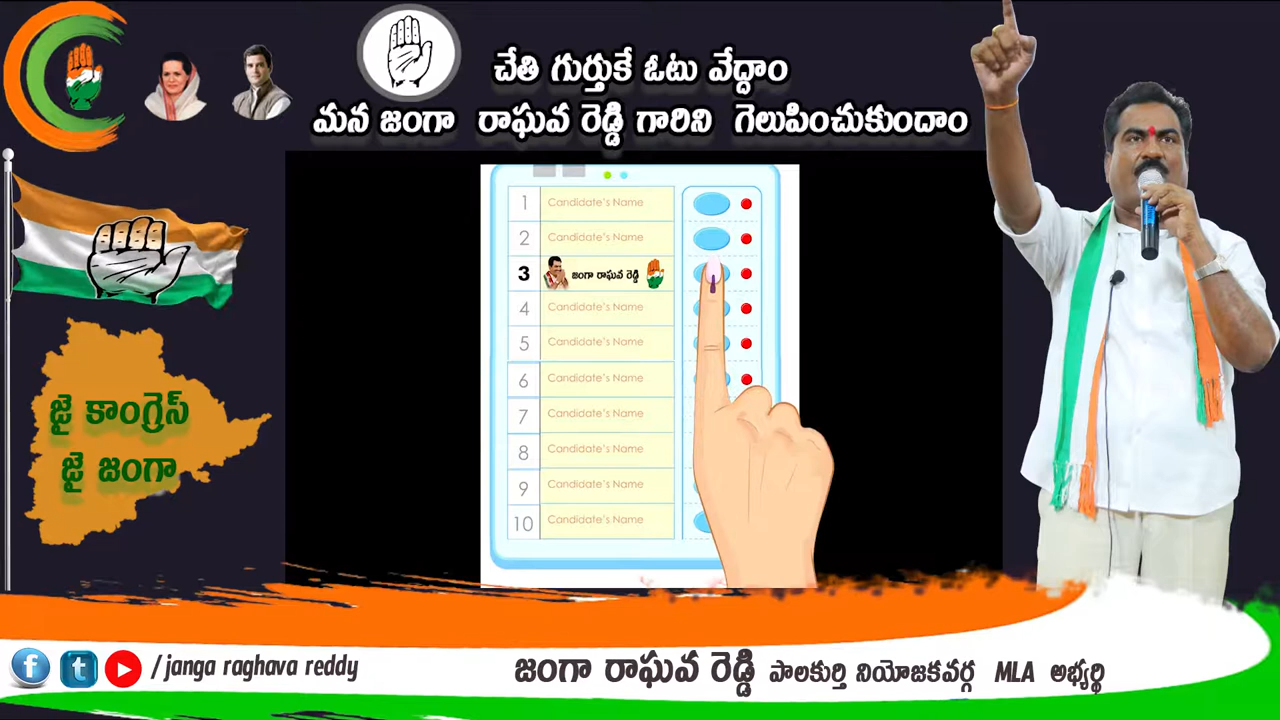 చేతి గుర్తుకే ఓటు వేద్దాం
మన జంగా రాఘవ రెడ్డి గారిని గెలుపించుకుందాం
1 Candidate's Name
2 Candidate's Name
3 జంగా రాఘవ రెడ్డి
4 Candidate's Name
5 Candidate's Name
6 Candidate's Name
7 Candidate's Name
8 Candidate's Name
9 Candidate's Name
10 Candidate's Name
జై కాంగ్రెస్
జై జంగా
/janga raghava reddy
జంగా రాఘవ రెడ్డి పాలకుర్తి నియోజకవర్గ MLA అభ్యర్థి